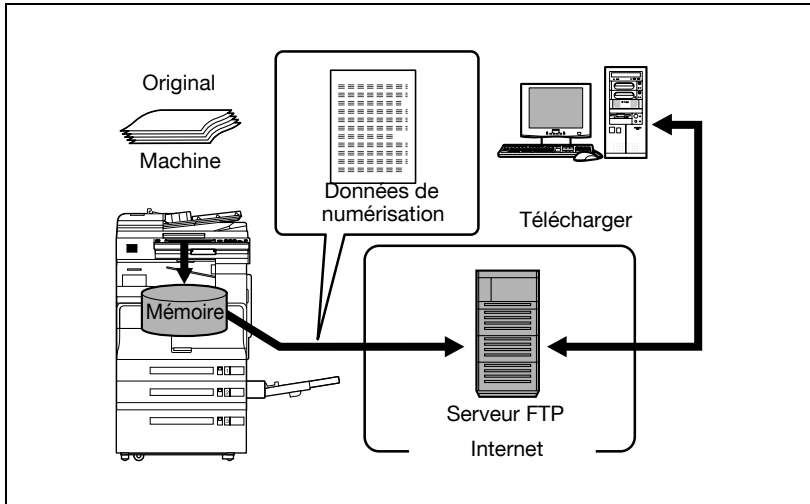 Original
Machine
Données de
numérisation
Télécharger
Mémoire
Serveur FTP
Internet